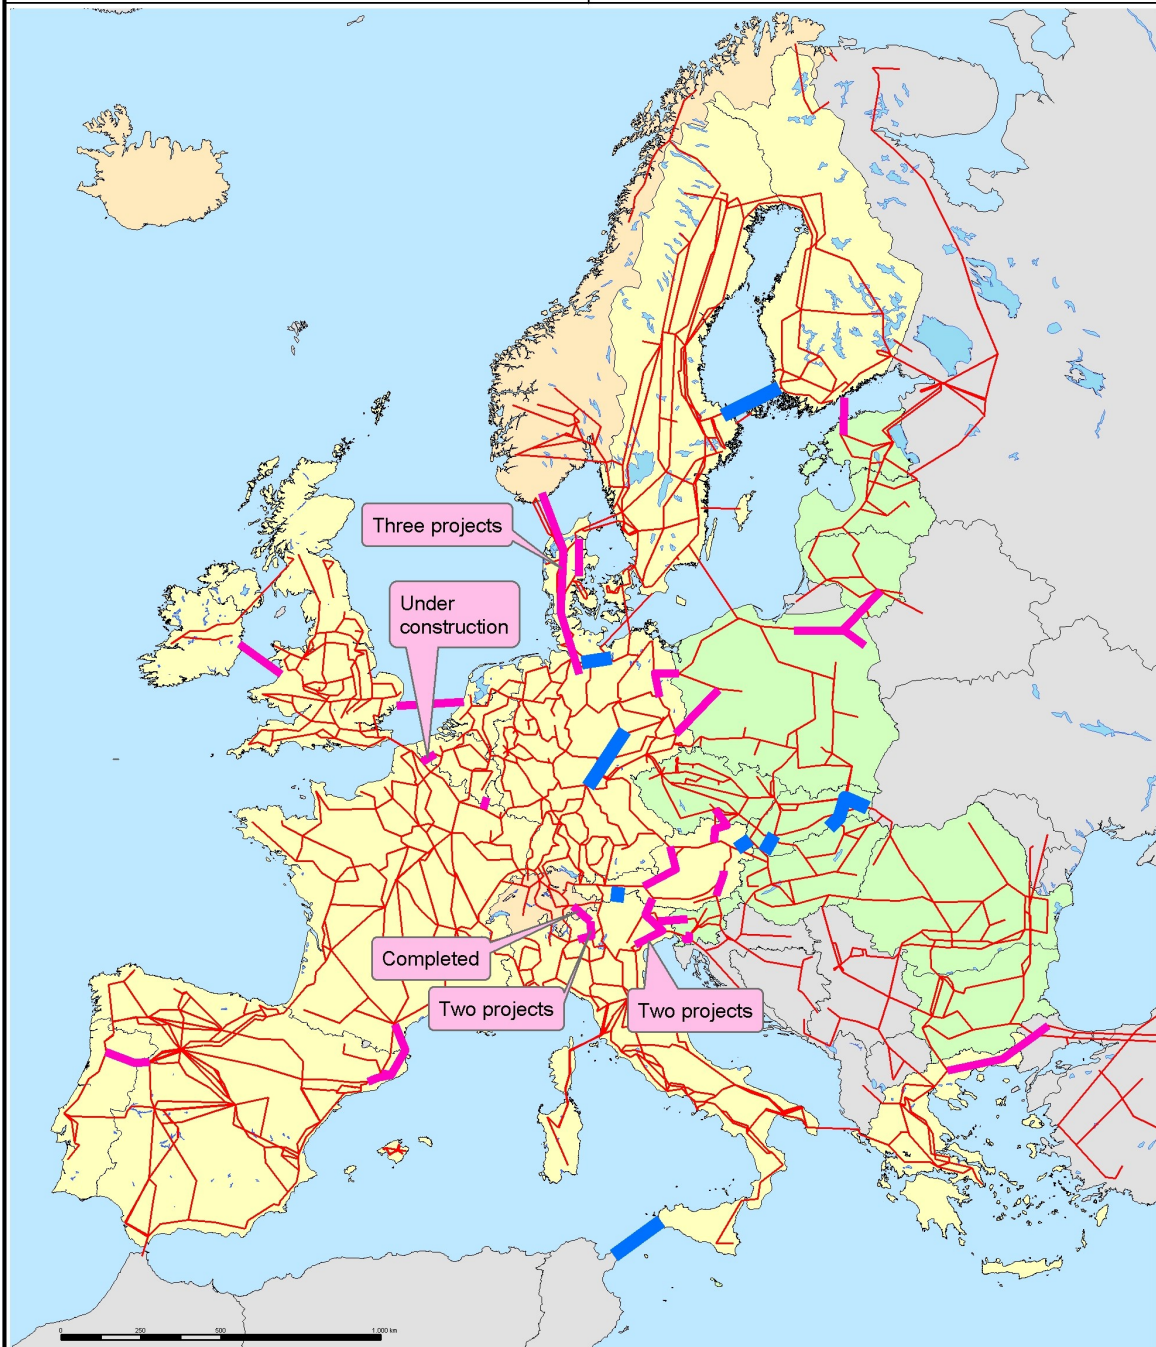 Three projects
Under
construction
Completed
Two projects
Two projects
0
250
500
1.000 km